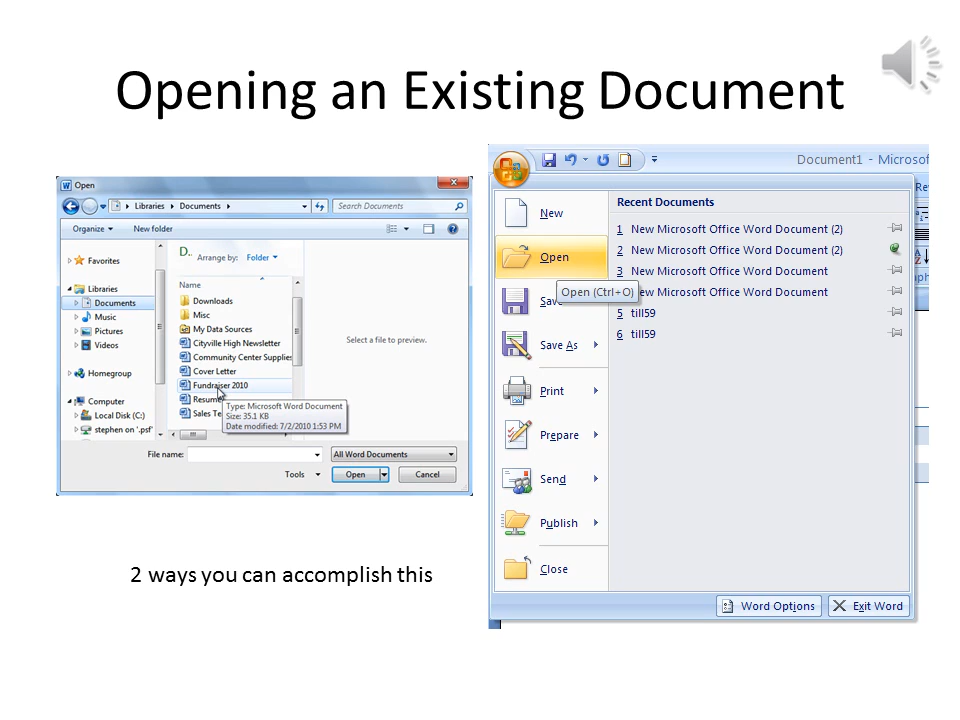 Opening an Existing Document
Open
Libraries
Documents
Search Documents
Organize
New folder
Favorites
Libraries
Documents
Music
Pictures
Videos
Homegroup
Computer
Local Disk (C:)
stephen on '.psf'
D..
Arrange by: Folder
Name
Downloads
Misc
My Data Sources
Cityville High Newsletter
Community Center Supplies
Cover Letter
Fundraiser 2010
Resume
Sales Te
Type: Microsoft Word Document
Size: 35.1 KB
Date modified: 7/2/2010 1:53 PM
Select a file to preview.
File name:
All Word Documents
Tools
Open
Cancel
2 ways you can accomplish this
Document1 - Microsof
New
Open
Open (Ctrl+O)
Save
Save As
Print
Prepare
Send
Publish
Close
Recent Documents
1 New Microsoft Office Word Document (2)
2 New Microsoft Office Word Document (2)
3 New Microsoft Office Word Document
ew Microsoft Office Word Document
5 till59
6 till59
Word Options
Exit Word